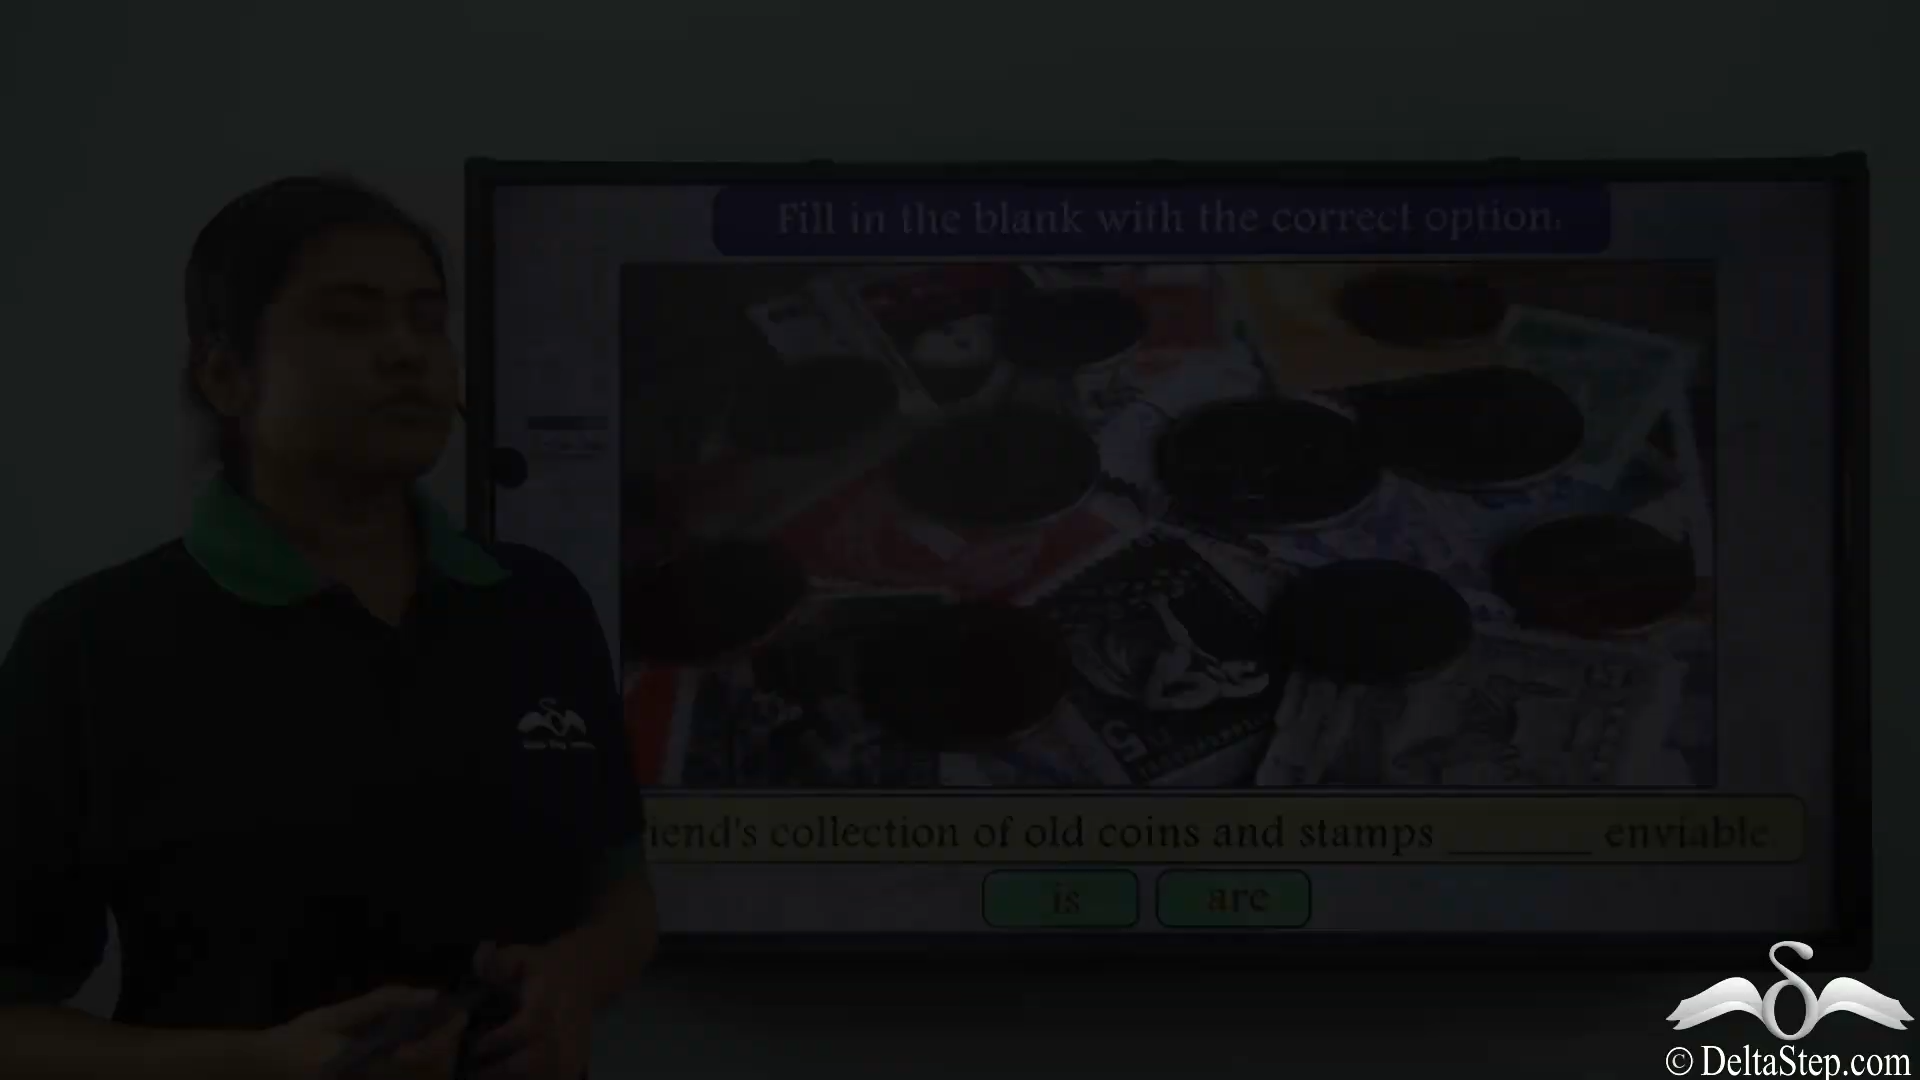 Fill in the blank with the correct option.
iend's collection of old coins and stamps ______ enviable.
is
are
© DeltaStep.com